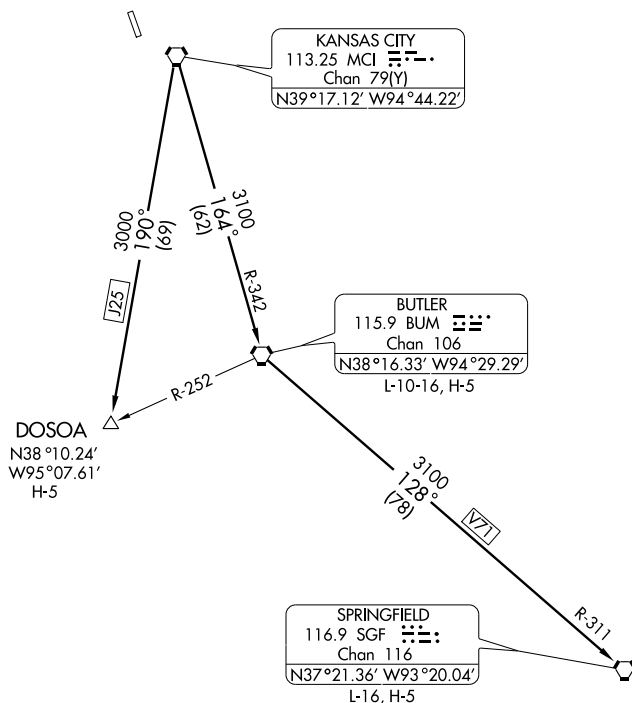 KANSAS CITY
113.25 MCI
Chan 79(Y)
N39°17.12' W94°44.22'
3000
190°
(69)
J25
3100
164°
(62)
R-342
BUTLER
115.9 BUM
Chan 106
N38°16.33' W94°29.29'
L-10-16, H-5
R-252
DOSOA
N38°10.24'
W95°07.61'
H-5
3100
128°
(78)
V71
R-311
SPRINGFIELD
116.9 SGF
Chan 116
N37°21.36' W93°20.04'
L-16, H-5